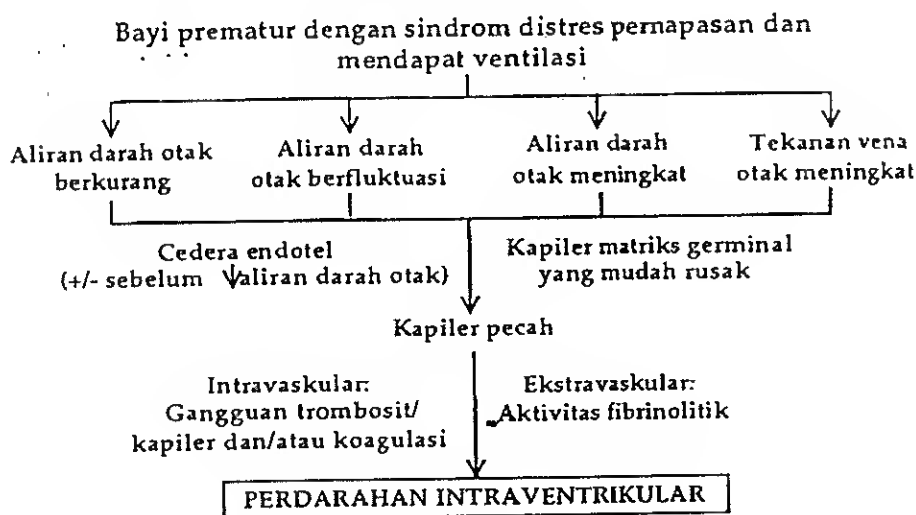 Bayi prematur dengan sindrom distres pernapasan dan
mendapat ventilasi
Aliran darah otak
berkurang
Aliran darah
otak berfluktuasi
Aliran darah
otak meningkat
Tekanan vena
otak meningkat
Cedera endotel
(+/- sebelum ↓aliran darah otak)
Kapiler matriks germinal
yang mudah rusak
Kapiler pecah
Intravaskular:
Gangguan trombosit/
kapiler dan/atau koagulasi
Ekstravaskular:
Aktivitas fibrinolitik
PERDARAHAN INTRAVENTRIKULAR